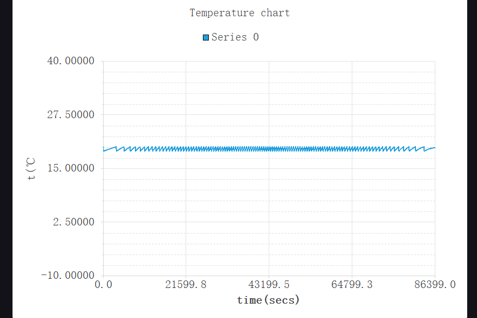 Temperature chart
Series 0
40.00000
27.50000
15.00000
2.50000
-10.00000
t(℃
0.0 21599.8 43199.5 64799.3 86399.0
time(secs)